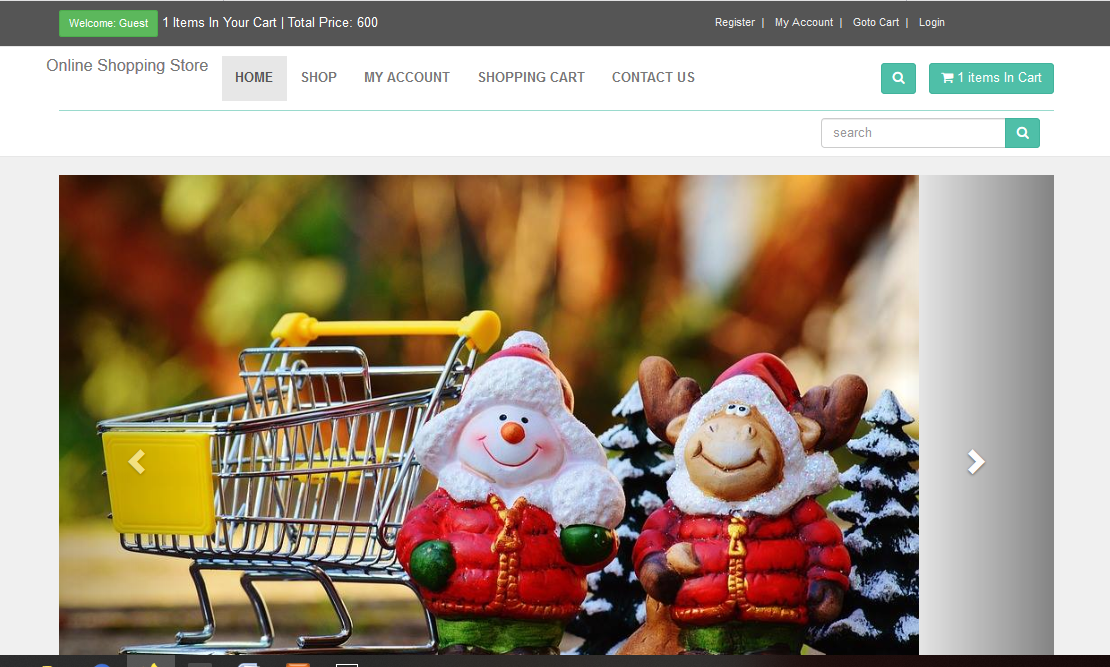 Welcome: Guest 1 Items In Your Cart | Total Price: 600
Register | My Account | Goto Cart | Login
Online Shopping Store
HOME SHOP MY ACCOUNT SHOPPING CART CONTACT US
1 items In Cart
search